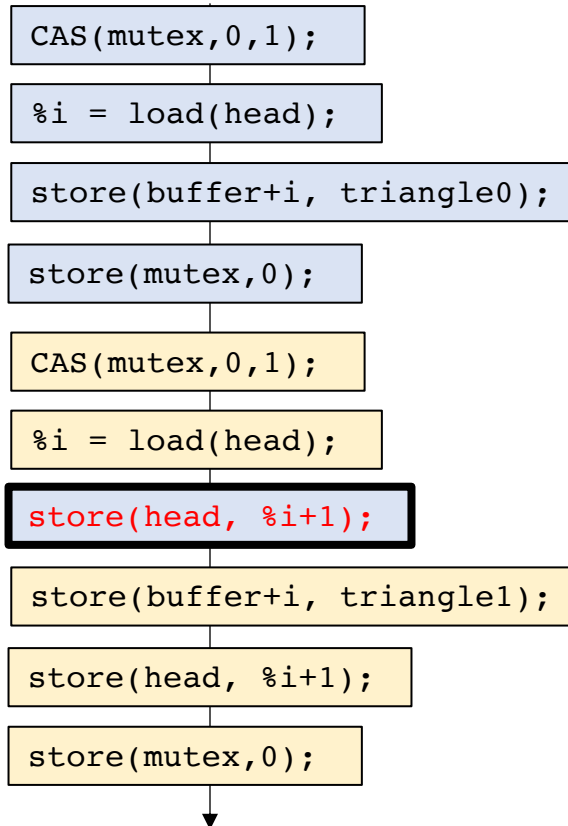 CAS(mutex,0,1);
%i = load(head);
store(buffer+i, triangle0);
store(mutex,0);
CAS(mutex,0,1);
%i = load(head);
store(head, %i+1);
store(buffer+i, triangle1);
store(head, %i+1);
store(mutex,0);